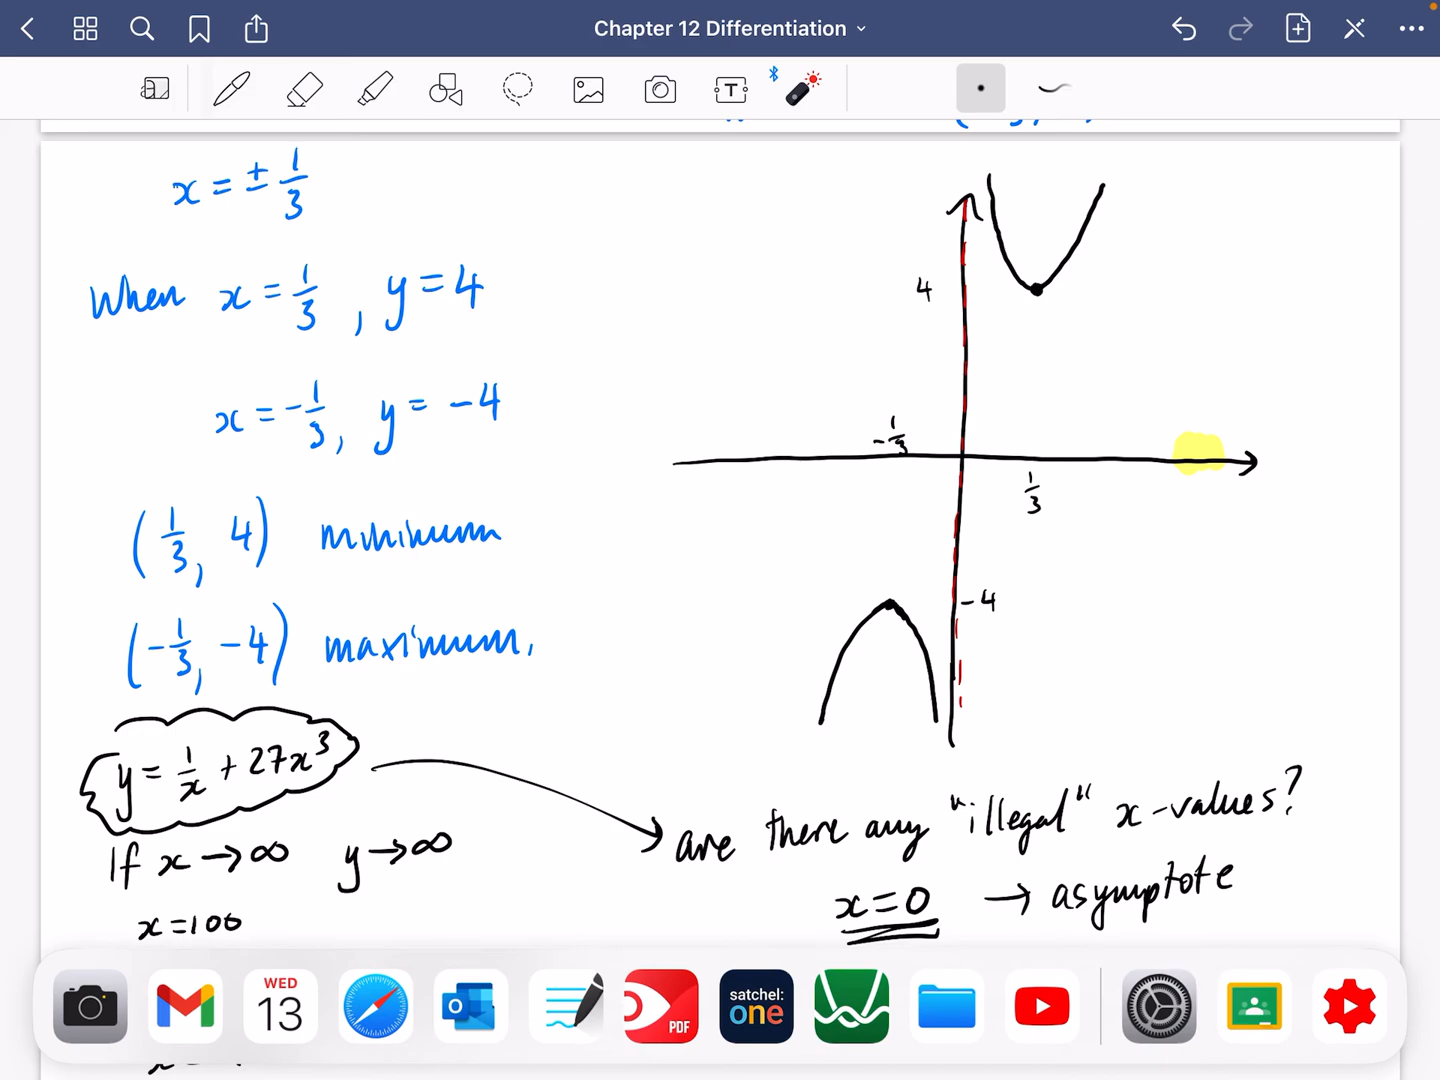 Chapter 12 Differentiation
T
x = ± 1/3
When x = 1/3, y = 4
x = -1/3, y = -4
(1/3, 4) minimum
(-1/3, -4) maximum.
y = 1/x + 27x³
If x → ∞ y → ∞
x = 100
4
-1/3
1/3
-4
are there any "illegal" x-values?
x = 0 → asymptote
WED
13
O
PDF
satchel:
one